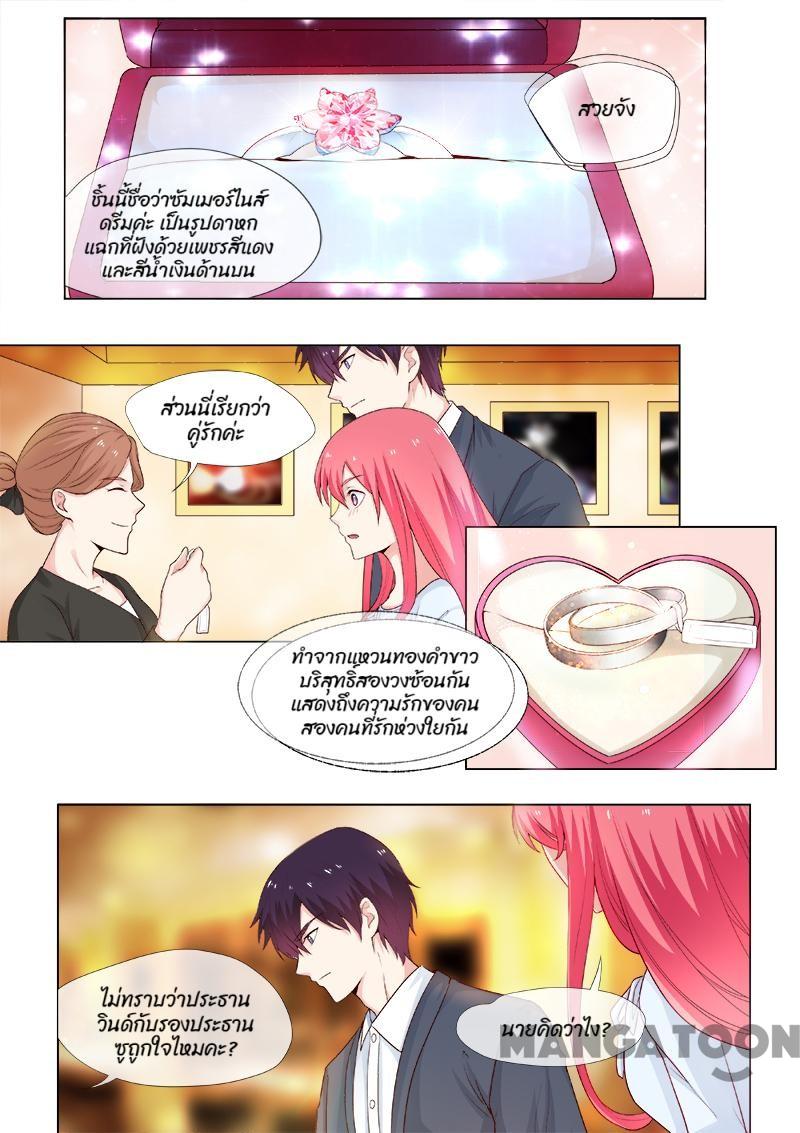 สวยจัง
ชิ้นนี้ชื่อว่าซัมเมอร์ไนส์
ดรีมค่ะ เป็นรูปดาหก
แฉกที่ฝังด้วยเพชรสีแดง
และสีน้ำเงินด้านบน
ส่วนนี่เรียกว่า
คู่รักค่ะ
ทำจากแหวนทองคำขาว
บริสุทธิ์สองวงซ้อนกัน
แสดงถึงความรักของคน
สองคนที่รักห่วงใยกัน
ไม่ทราบว่าประธาน
วินด์กับรองประธาน
ซูถูกใจไหมคะ?
นายคิดว่าไง?
MANGATOON